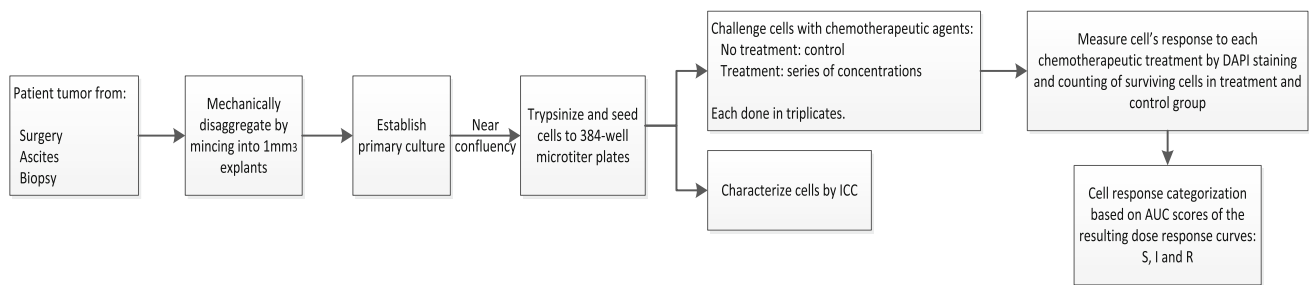 Patient tumor from:
Surgery
Ascites
Biopsy
Mechanically
disaggregate by
mincing into 1mm3
explants
Establish
primary culture
Near
confluency
Trypsinize and seed
cells to 384-well
microtiter plates
Challenge cells with chemotherapeutic agents:
No treatment: control
Treatment: series of concentrations
Each done in triplicates.
Characterize cells by ICC
Measure cell's response to each
chemotherapeutic treatment by DAPI staining
and counting of surviving cells in treatment and
control group
Cell response categorization
based on AUC scores of the
resulting dose response curves:
S, I and R